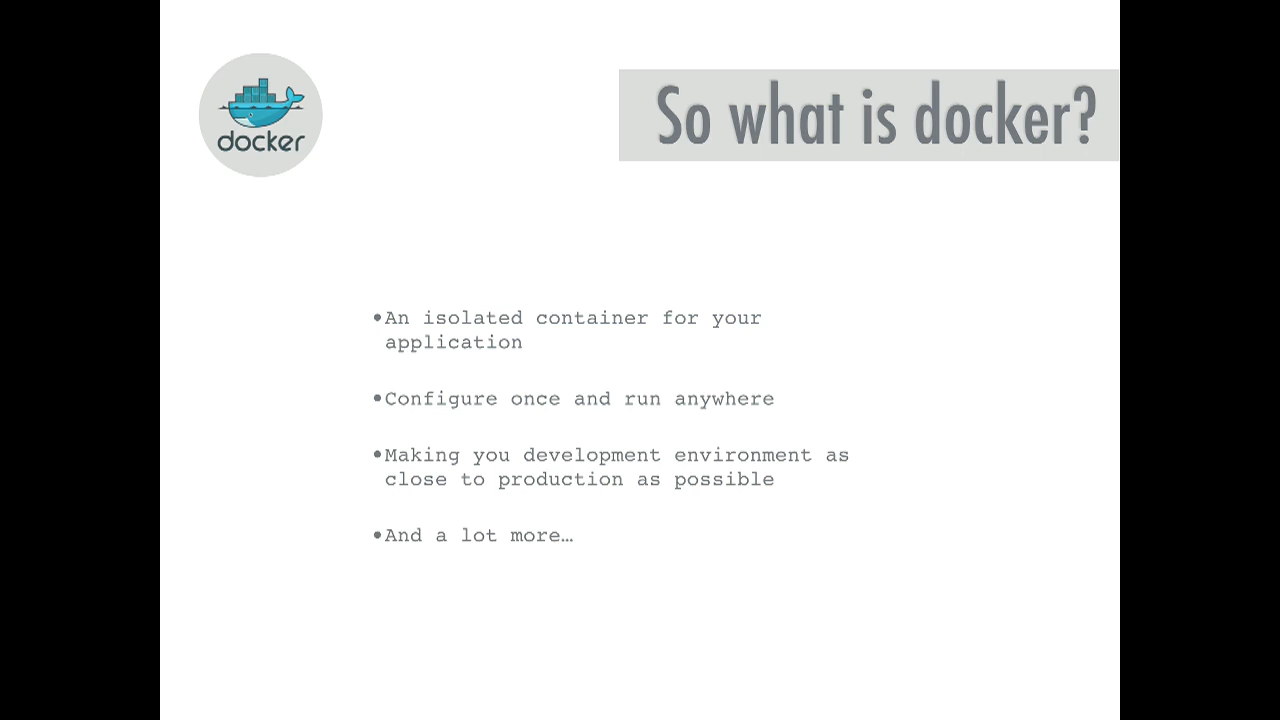 docker
So what is docker?
•An isolated container for your
application
•Configure once and run anywhere
•Making you development environment as
close to production as possible
•And a lot more…